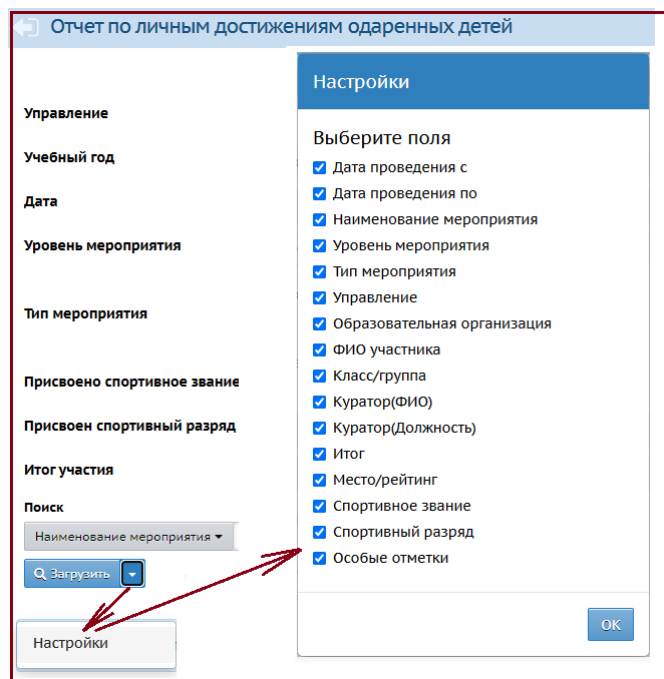 Отчет по личным достижениям одаренных детей
Управление
Учебный год
Дата
Уровень мероприятия
Тип мероприятия
Присвоено спортивное звание
Присвоен спортивный разряд
Итог участия
Поиск
Наименование мероприятия
Загрузить
Настройки
Настройки
Выберите поля
Дата проведения с
Дата проведения по
Наименование мероприятия
Уровень мероприятия
Тип мероприятия
Управление
Образовательная организация
ФИО участника
Класс/группа
Куратор(ФИО)
Куратор(Должность)
Итог
Место/рейтинг
Спортивное звание
Спортивный разряд
Особые отметки
ОК